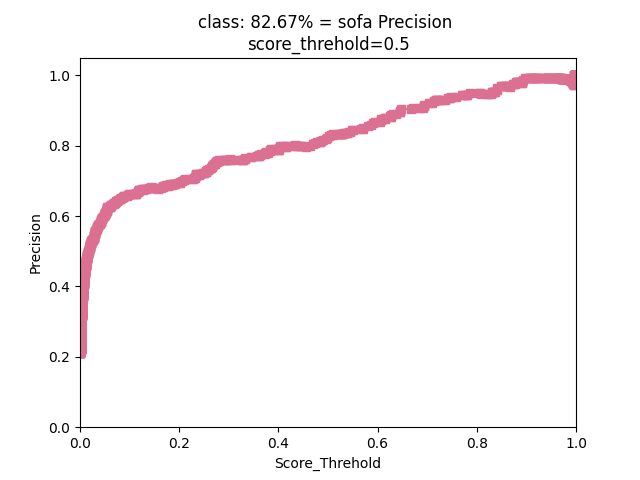 class: 82.67% = sofa Precision
score_threhold=0.5
1.0
0.8
0.6
0.4
0.2
0.0
Precision
0.0 0.2 0.4 0.6 0.8 1.0
Score_Threhold